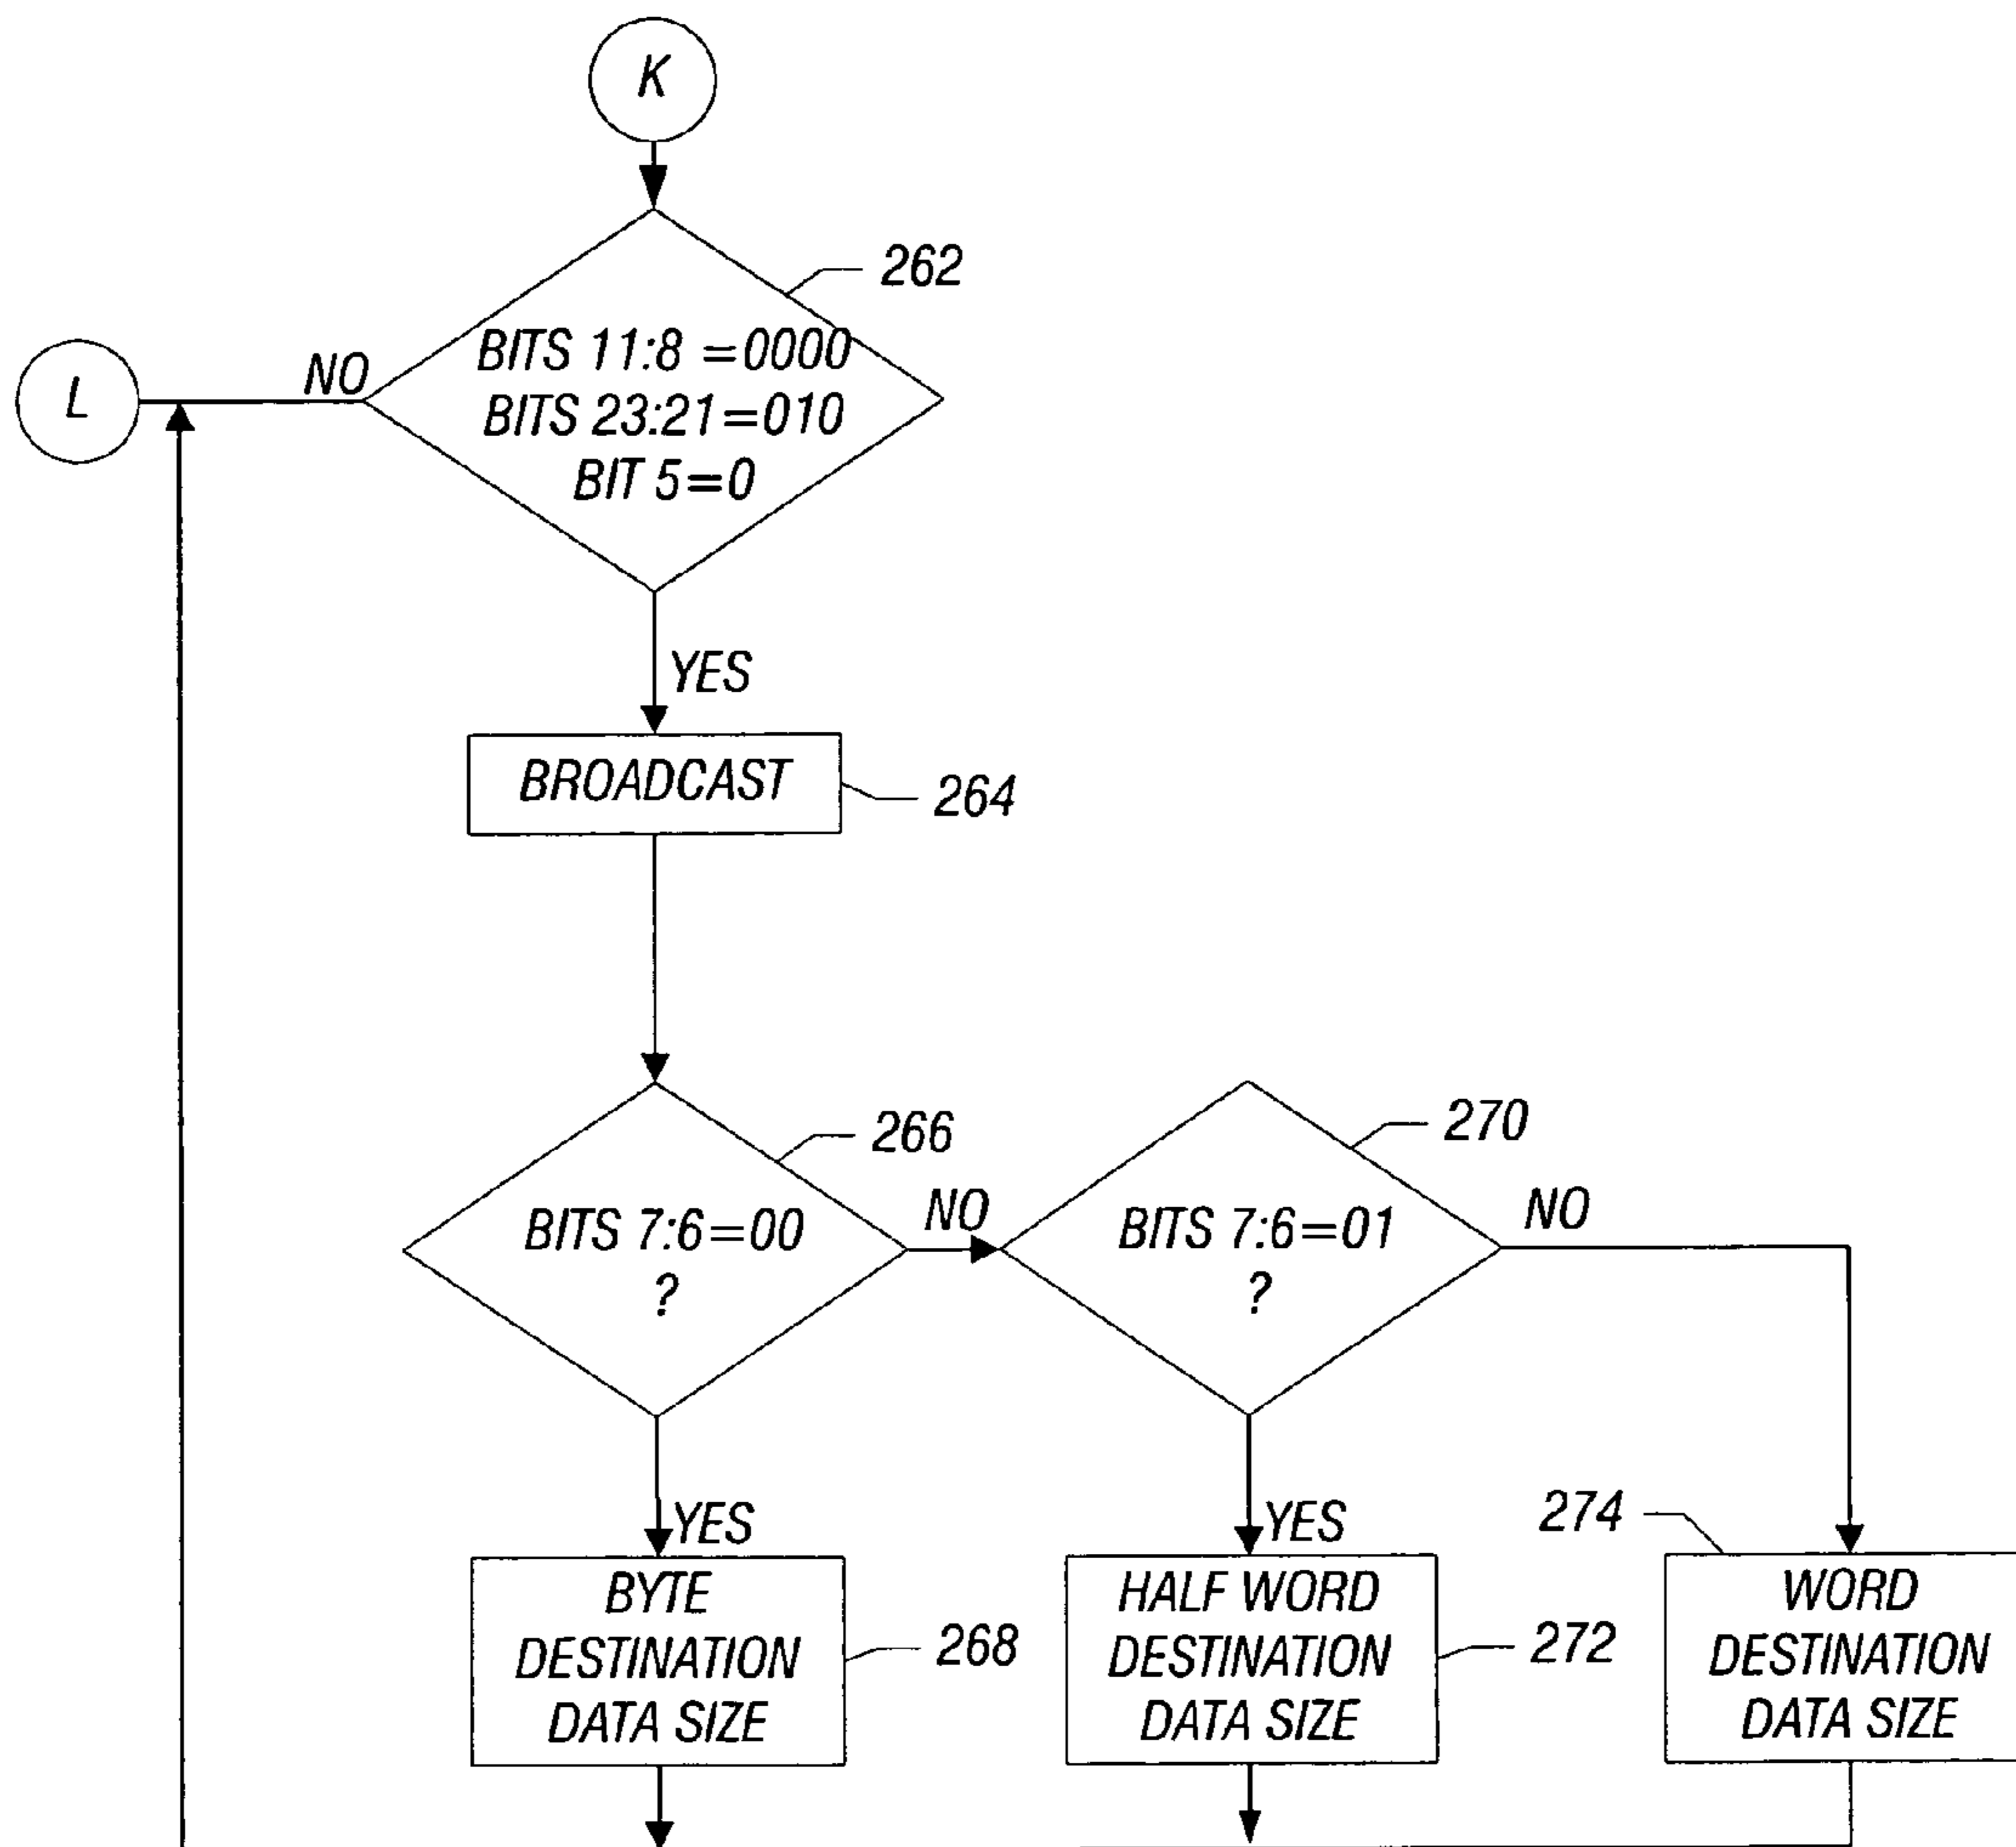 K
262
BITS 11:8 =0000
BITS 23:21=010
BIT 5=0
NO
L
YES
BROADCAST
264
266
BITS 7:6=00
?
NO
270
BITS 7:6=01
?
NO
YES
BYTE
DESTINATION
DATA SIZE
268
YES
HALF WORD
DESTINATION
DATA SIZE
272
274
WORD
DESTINATION
DATA SIZE